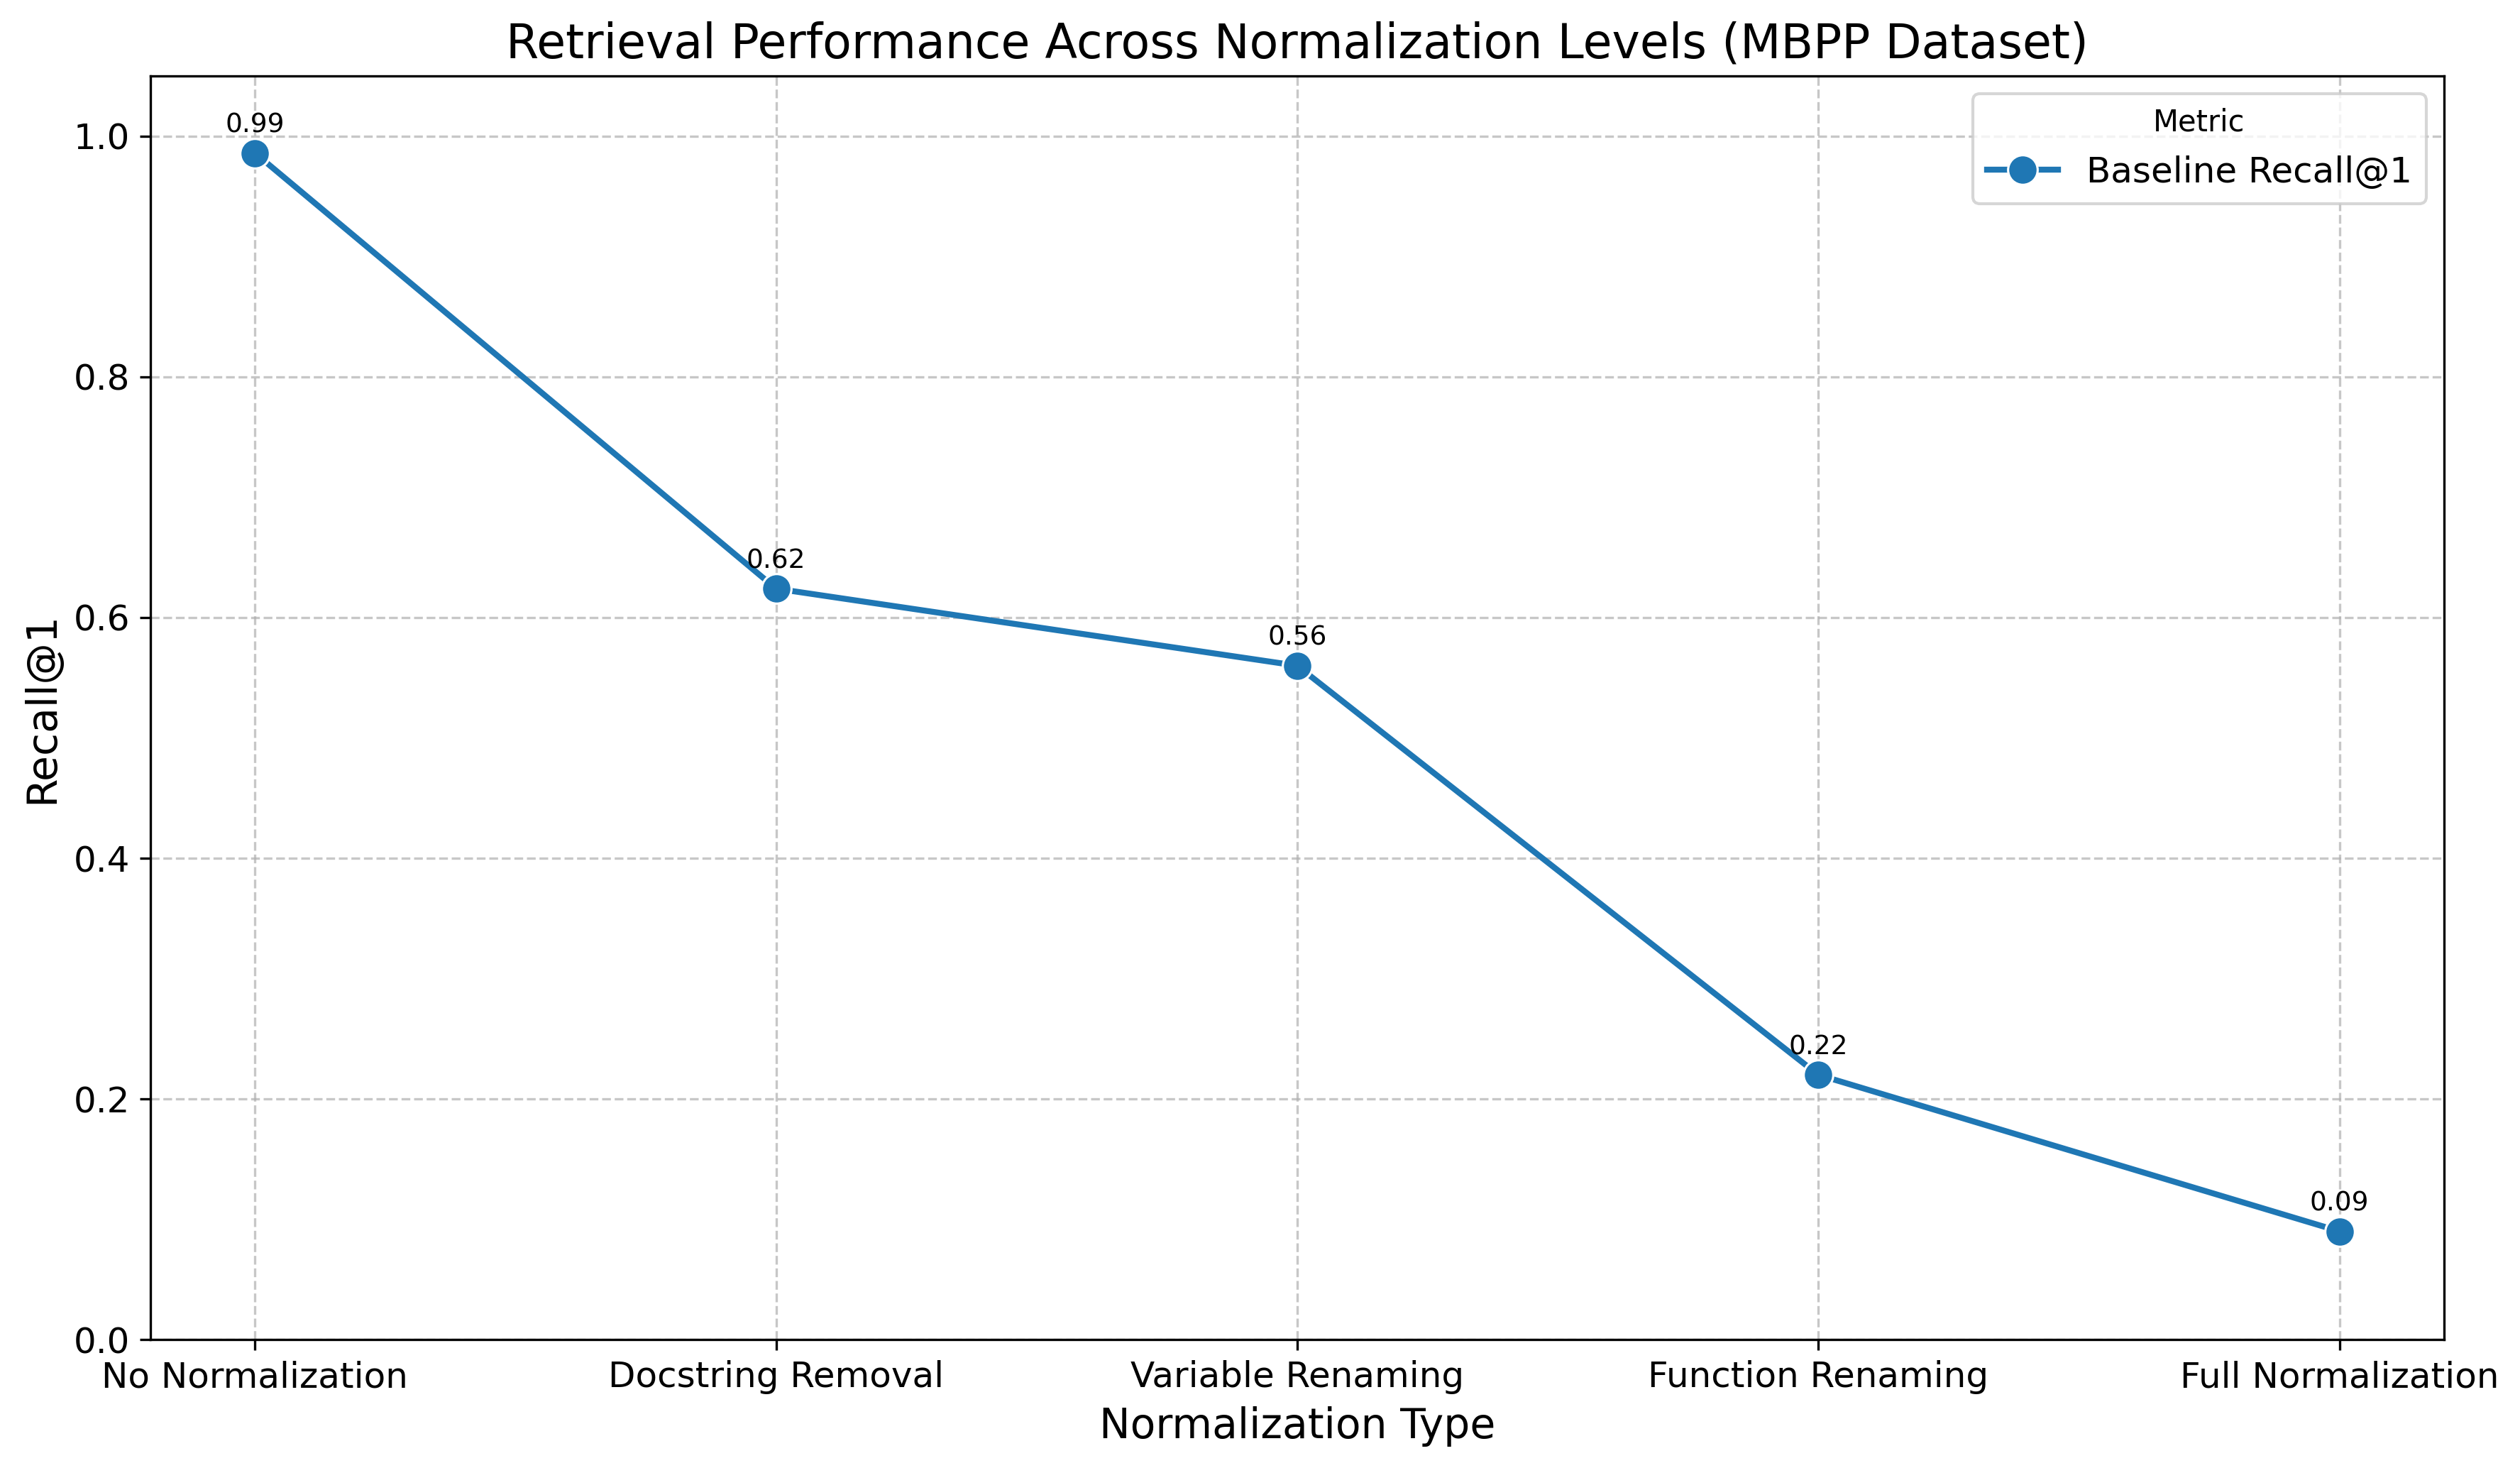 Retrieval Performance Across Normalization Levels (MBPP Dataset)
Metric
Baseline Recall@1
Recall@1
1.0
0.8
0.6
0.4
0.2
0.0
0.99
0.62
0.56
0.22
0.09
No Normalization
Docstring Removal
Variable Renaming
Function Renaming
Full Normalization
Normalization Type